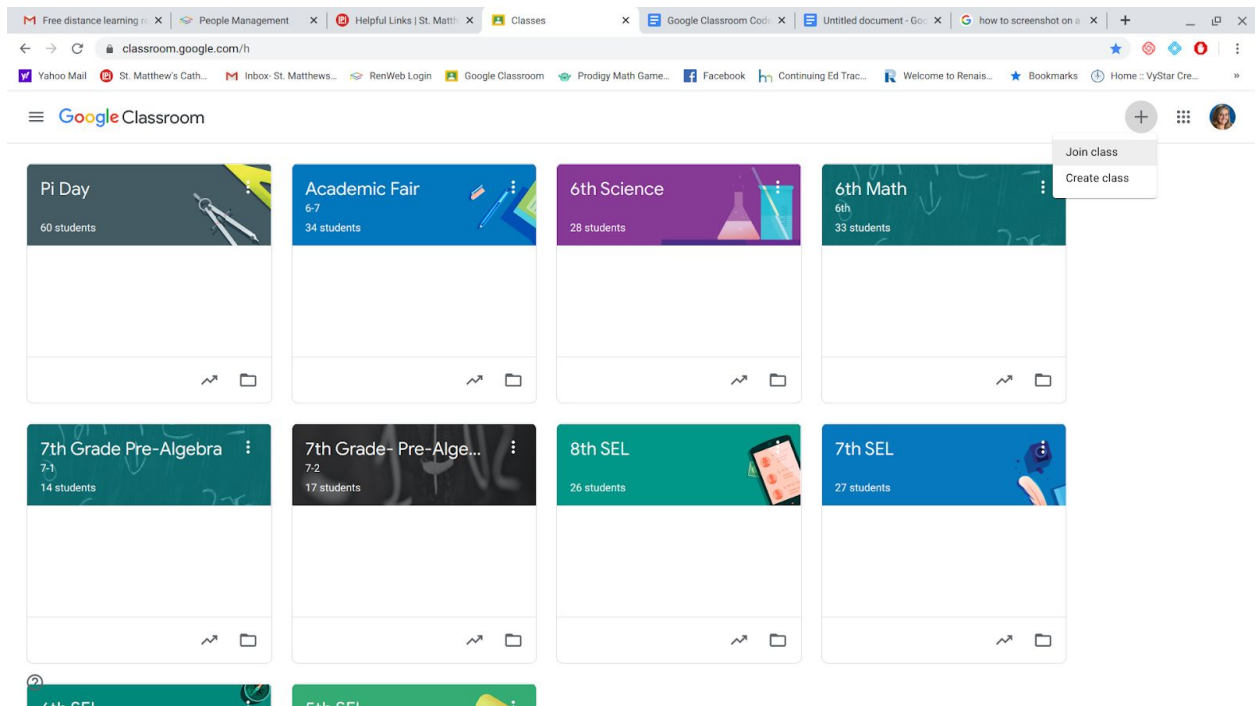 Free distance learning r
People Management
Helpful Links | St. Matth
Classes
Google Classroom Code
Untitled document - Goo
how to screenshot on a
classroom.google.com/h
Yahoo Mail
St. Matthew's Cath...
Inbox- St. Matthews...
RenWeb Login
Google Classroom
Prodigy Math Game...
Facebook
Continuing Ed Trac...
Welcome to Renais...
Bookmarks
Home :: VyStar Cre...
»
Google Classroom
Join class
Create class
Pi Day
60 students
Academic Fair
6-7
34 students
6th Science
28 students
6th Math
6th
33 students
7th Grade Pre-Algebra
7-1
14 students
7th Grade- Pre-Alge...
7-2
17 students
8th SEL
26 students
7th SEL
27 students
6th SEL
5th SEL